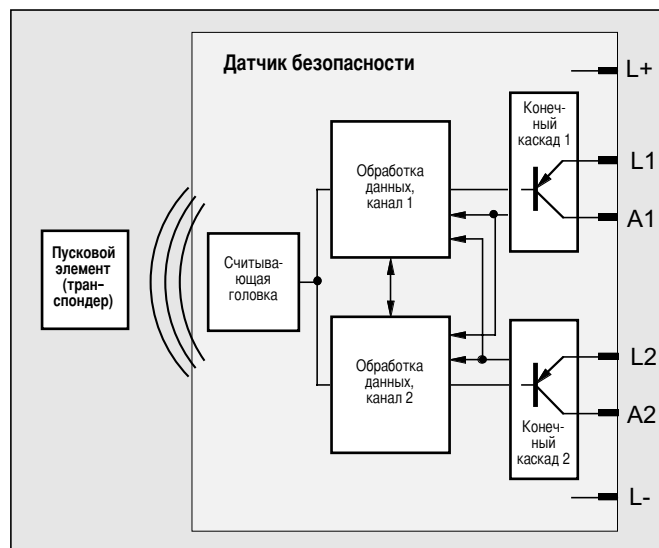 Датчик безопасности
L+
Конеч-
ный
каскад 1
L1
Обработка
данных,
канал 1
A1
Пусковой
элемент
(тран-
спондер)
Считыва-
ющая
головка
Обработка
данных,
канал 2
L2
A2
Конеч-
ный
каскад 2
L-